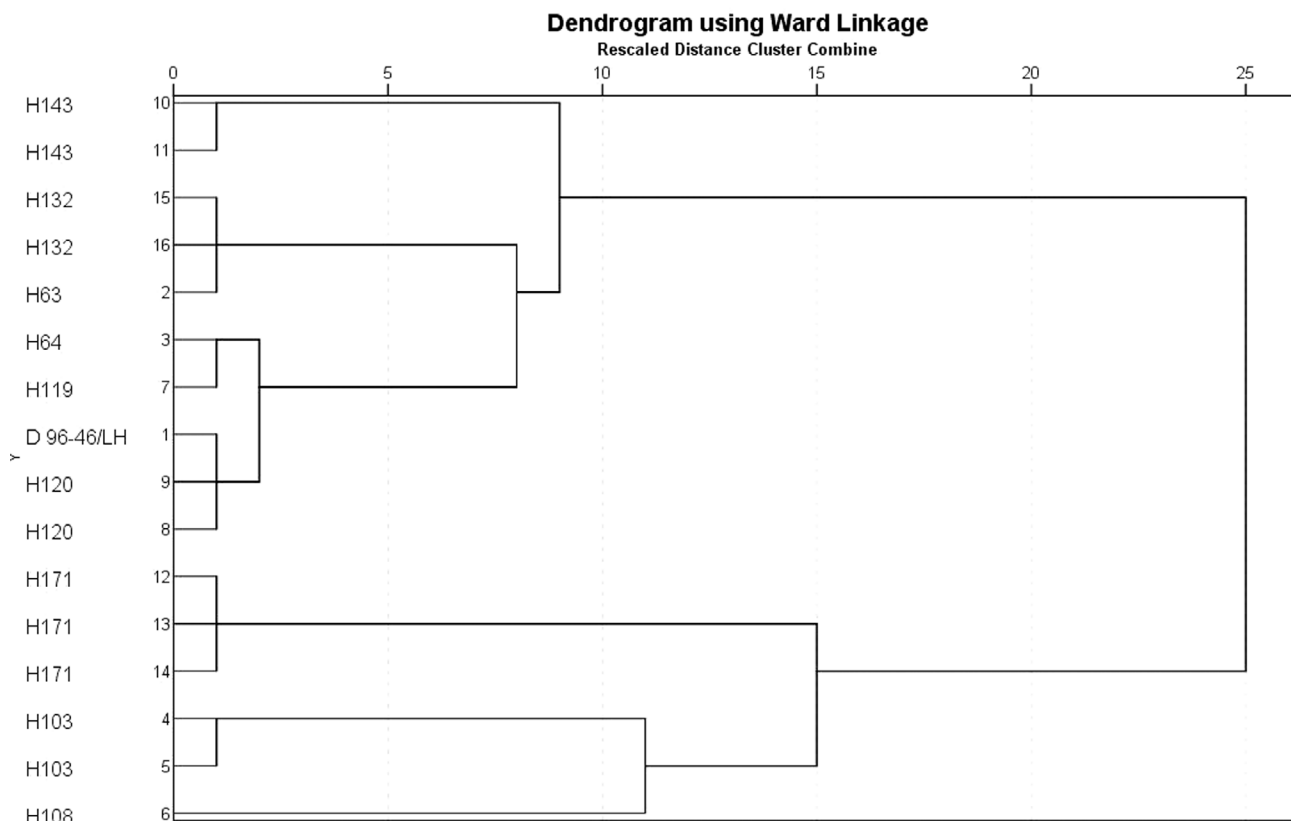 Dendrogram using Ward Linkage
Rescaled Distance Cluster Combine
0 5 10 15 20 25
H143 10
H143 11
H132 15
H132 16
H63 2
H64 3
H119 7
D 96-46/LH 1
Y
H120 9
H120 8
H171 12
H171 13
H171 14
H103 4
H103 5
H108 6